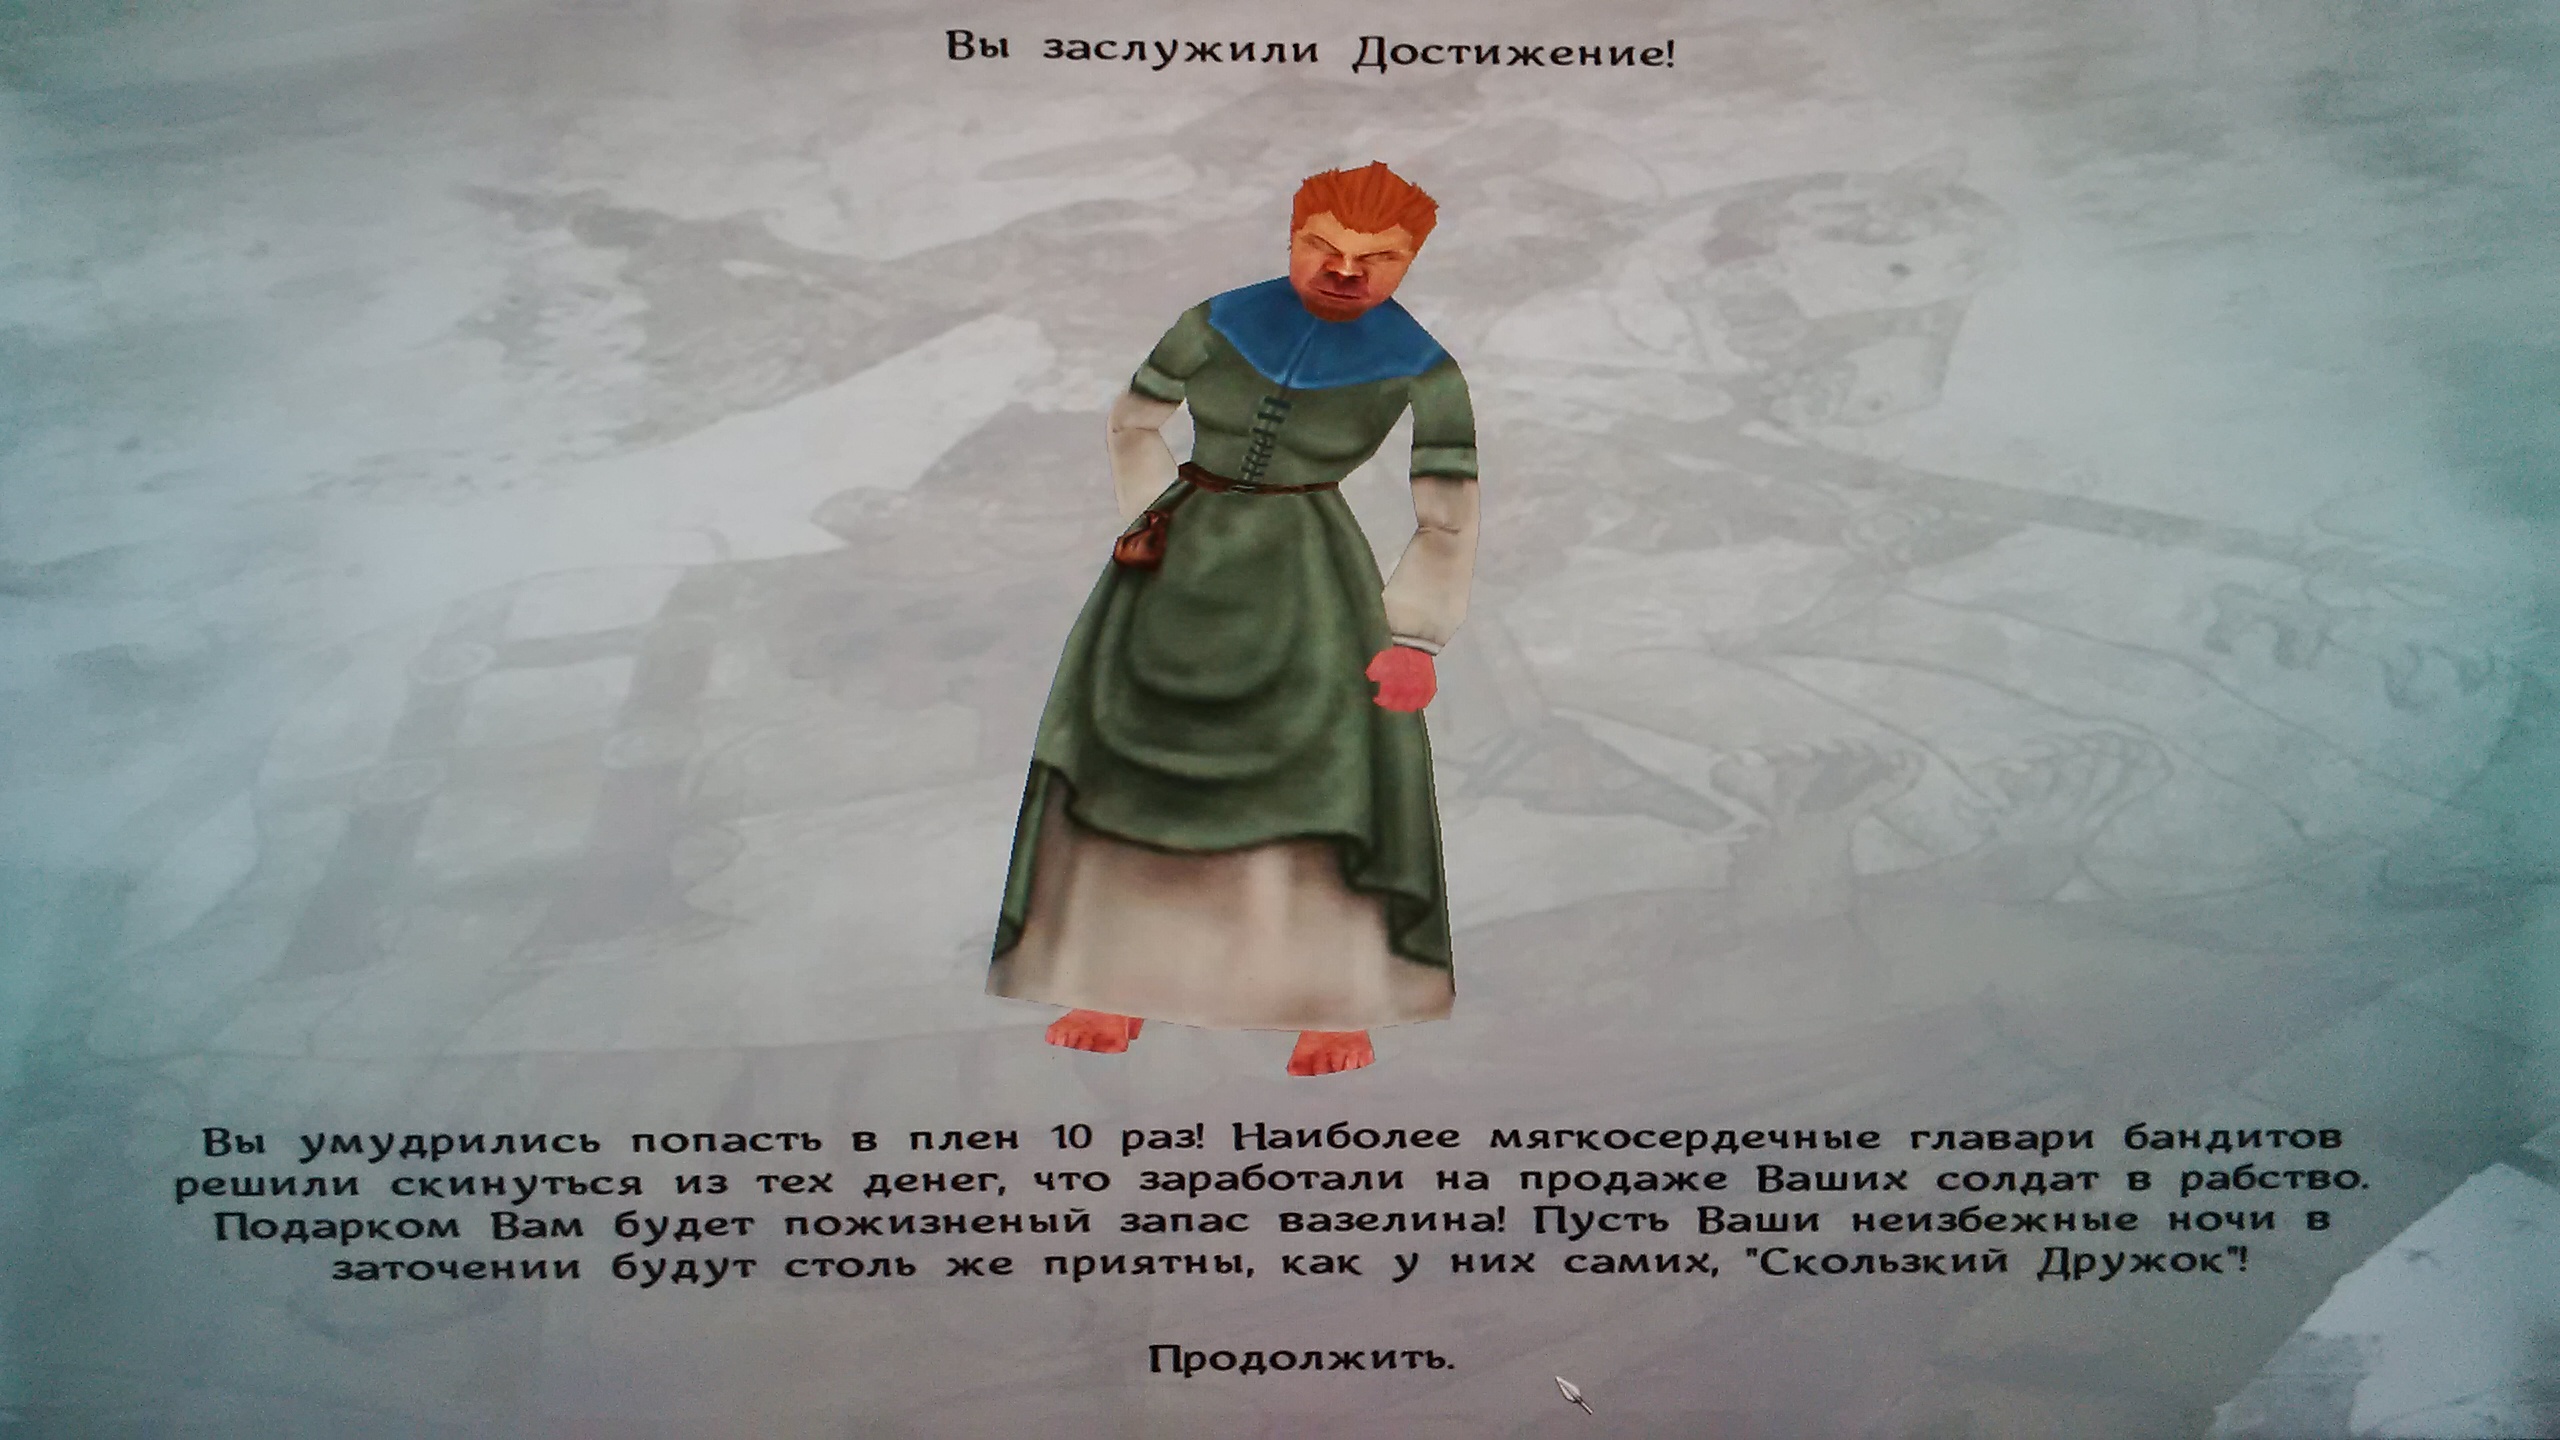 Вы заслужили Достижение!
Вы умудрились попасть в плен 10 раз! Наиболее мягкосердечные главари бандитов
решили скинуться из тех денег, что заработали на продаже Ваших солдат в рабство.
Подарком Вам будет пожизненый запас вазелина! Пусть Ваши неизбежные ночи в
заточении будут столь же приятны, как у них самих, "Скользкий Дружок"!
Продолжить.